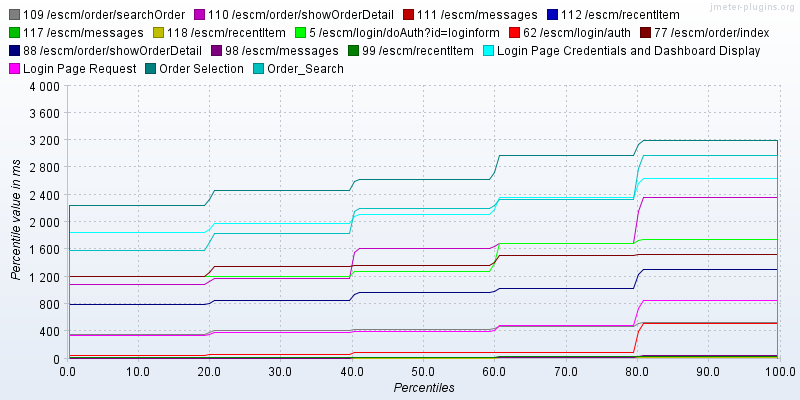 jmeter-plugins.org
109 /escm/order/searchOrder 110 /escm/order/showOrderDetail 111 /escm/messages 112 /escm/recentItem
117 /escm/messages 118 /escm/recentItem 5 /escm/login/doAuth?id=loginform 62 /escm/login/auth 77 /escm/order/index
88 /escm/order/showOrderDetail 98 /escm/messages 99 /escm/recentItem Login Page Credentials and Dashboard Display
Login Page Request Order Selection Order_Search
4 000
3 600
3 200
2 800
2 400
2 000
1 600
1 200
800
400
0
Percentile value in ms
0.0 10.0 20.0 30.0 40.0 50.0 60.0 70.0 80.0 90.0 100.0
Percentiles